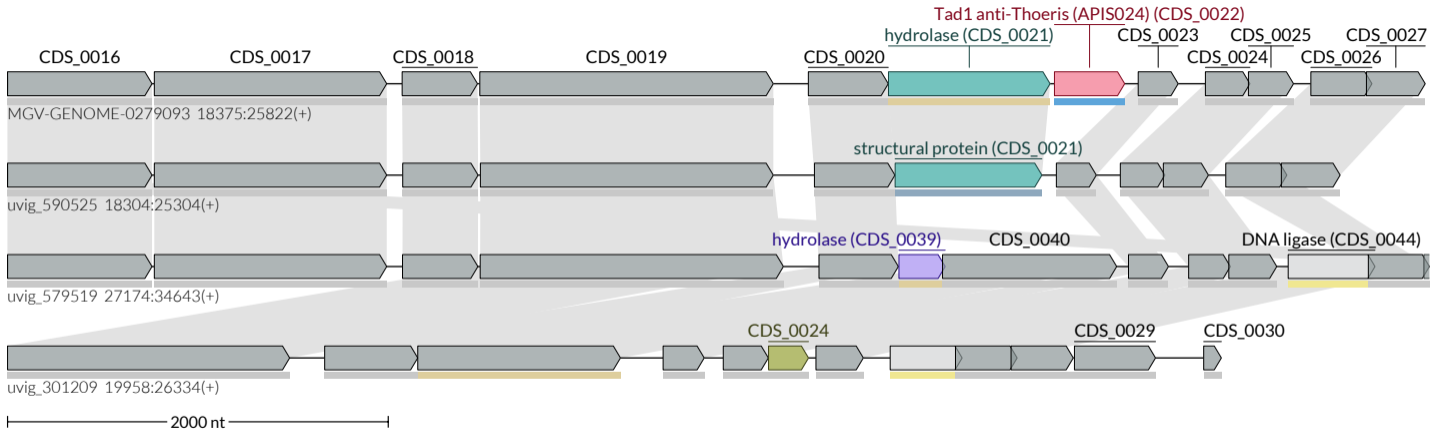 Tad1 anti-Thoeris (APIS024) (CDS_0022)
hydrolase (CDS_0021) CDS_0023 CDS_0025 CDS_0027
CDS_0016 CDS_0017 CDS_0018 CDS_0019 CDS_0020 CDS_0024 CDS_0026
MGV-GENOME-0279093 18375:25822(+)
structural protein (CDS_0021)
uvig_590525 18304:25304(+)
hydrolase (CDS_0039) CDS_0040 DNA ligase (CDS_0044)
uvig_579519 27174:34643(+)
CDS_0024 CDS_0029 CDS_0030
uvig_301209 19958:26334(+)
2000 nt